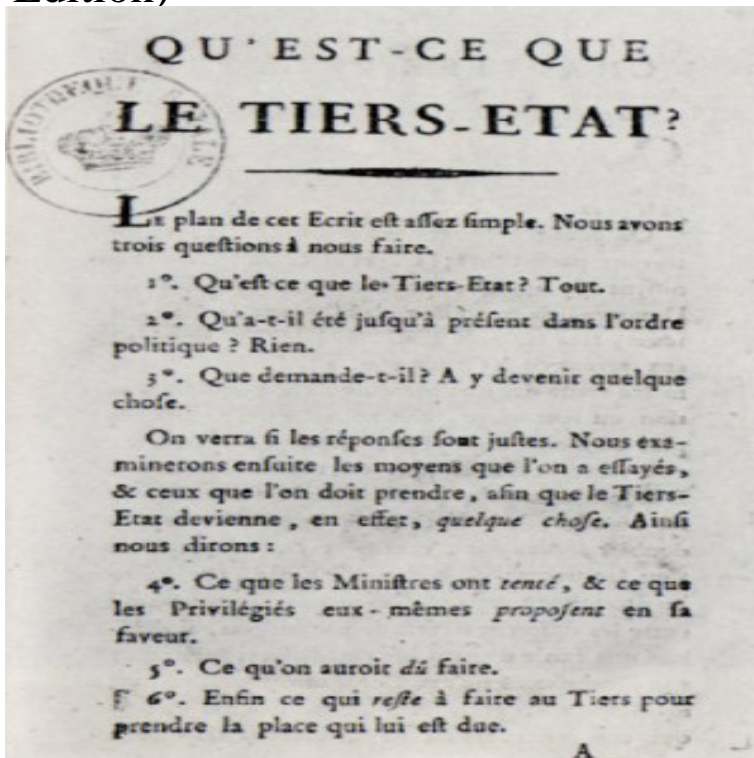 Edition)
QU'EST-CE QUE
LE TIERS-ETAT?
BIBLIOTHEQUE ROYALE
Le plan de cet Ecrit eſt aſſez ſimple. Nous avons
trois queſtions à nous faire.
1°. Qu'eſt-ce que le Tiers-Etat? Tout.
2°. Qu'a-t-il été juſqu'à préſent dans l'ordre
politique? Rien.
3°. Que demande-t-il? A y devenir quelque
choſe.
On verra ſi les réponſes ſont juſtes. Nous exa-
minerons enſuite les moyens que l'on a eſſayés,
& ceux que l'on doit prendre, afin que le Tiers-
Etat devienne, en effet, quelque choſe. Ainſi
nous dirons:
4°. Ce que les Miniſtres ont tenté, & ce que
les Privilégiés eux-mêmes propoſent en ſa
faveur.
5°. Ce qu'on auroit dû faire.
6°. Enfin ce qui reſte à faire au Tiers pour
prendre la place qui lui eſt due.
A